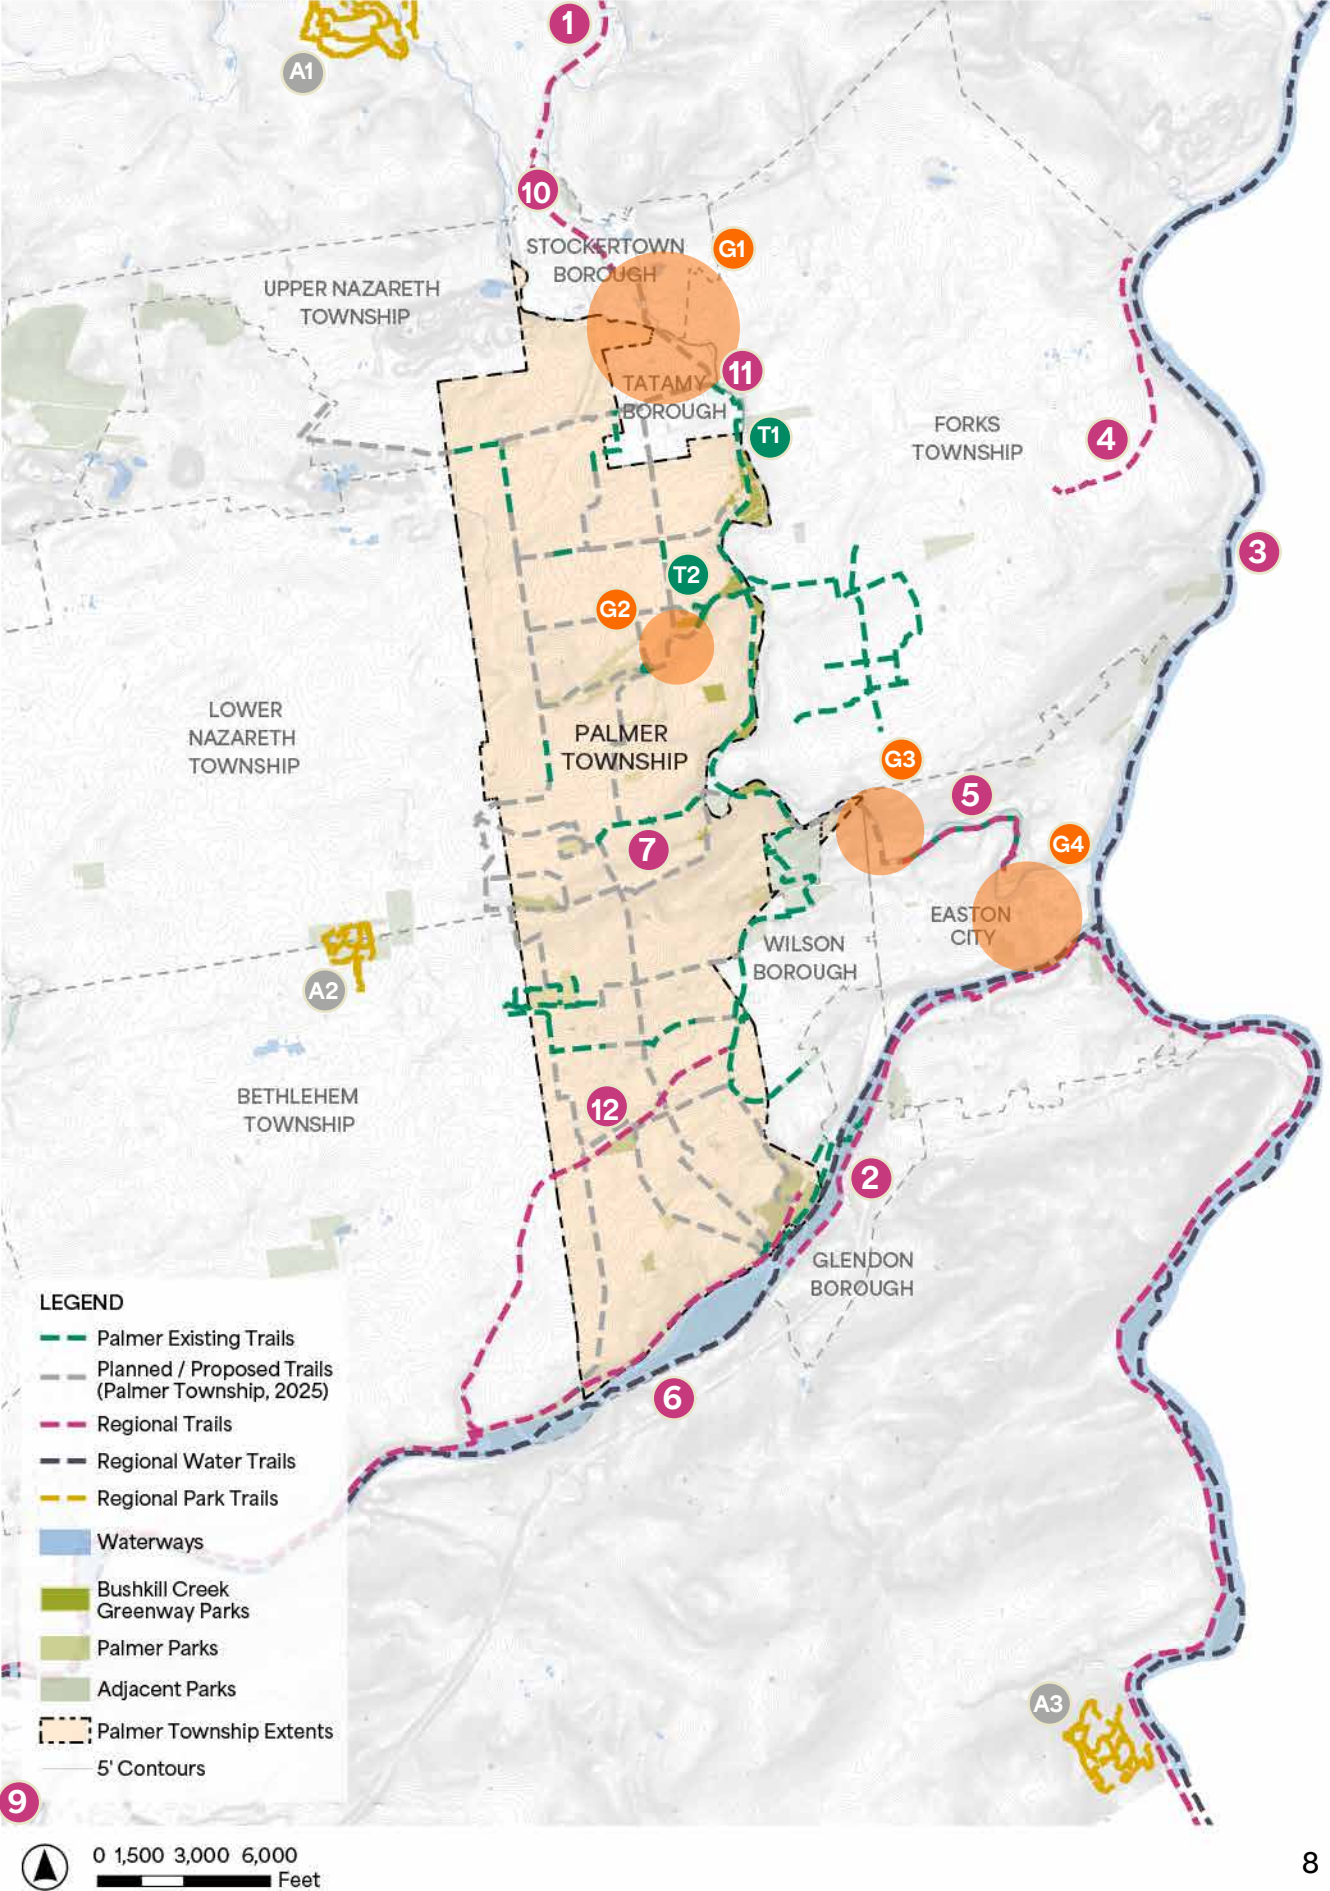 1
A1
10
STOCKERTOWN
BOROUGH
G1
UPPER NAZARETH
TOWNSHIP
11
TATAMY
BOROUGH
T1
FORKS
TOWNSHIP
4
3
T2
G2
LOWER
NAZARETH
TOWNSHIP
PALMER
TOWNSHIP
G3
5
7
G4
EASTON
CITY
WILSON
BOROUGH
A2
BETHLEHEM
TOWNSHIP
12
2
GLENDON
BOROUGH
6
LEGEND
Palmer Existing Trails
Planned / Proposed Trails
(Palmer Township, 2025)
Regional Trails
Regional Water Trails
Regional Park Trails
Waterways
Bushkill Creek
Greenway Parks
Palmer Parks
Adjacent Parks
Palmer Township Extents
5' Contours
A3
9
0 1,500 3,000 6,000
Feet
8